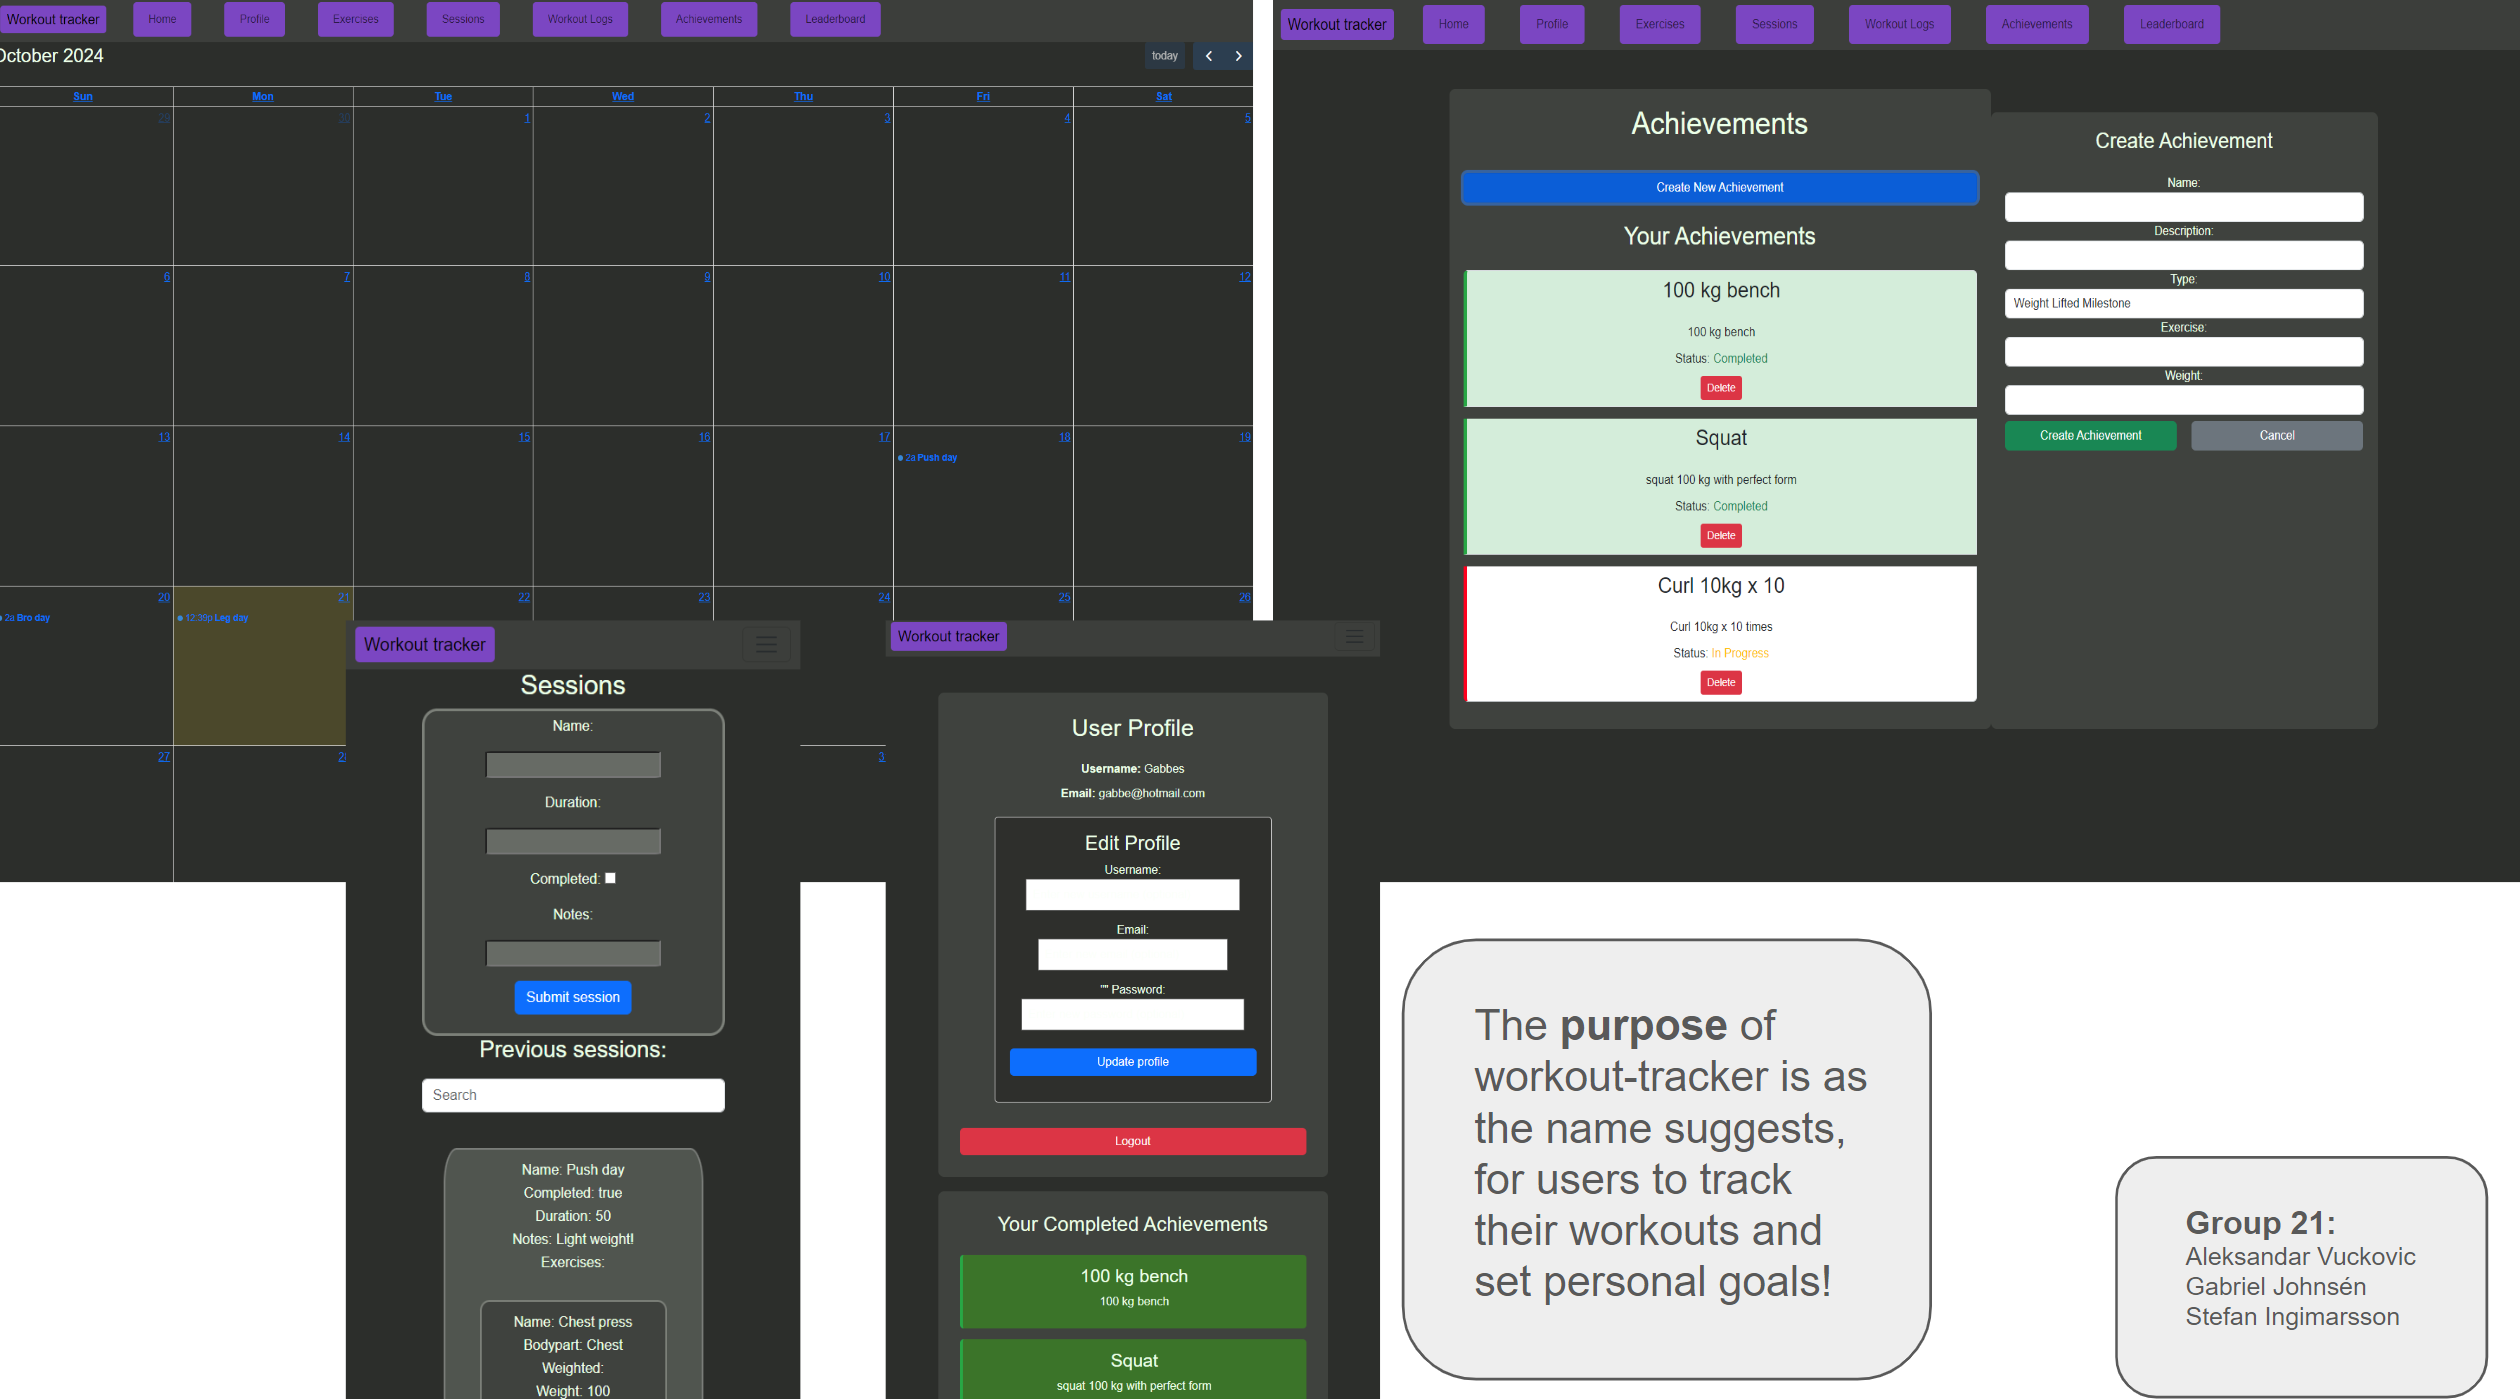 Workout tracker
Home
Profile
Exercises
Sessions
Workout Logs
Achievements
Leaderboard
October 2024
today
Sun
Mon
Tue
Wed
Thu
Fri
Sat
29
30
1
2
3
4
5
6
7
8
9
10
11
12
13
14
15
16
17
18
19
2a Push day
20
21
22
23
24
25
26
2a Bro day
12:39p Leg day
27
Workout tracker
Sessions
Name:
Duration:
Completed:
Notes:
Submit session
Previous sessions:
Search
Name: Push day
Completed: true
Duration: 50
Notes: Light weight!
Exercises:
Name: Chest press
Bodypart: Chest
Weighted:
Weight: 100
Workout tracker
User Profile
Username: Gabbes
Email: gabbe@hotmail.com
Edit Profile
Username:
Email:
"" Password:
Update profile
Logout
Your Completed Achievements
100 kg bench
100 kg bench
Squat
squat 100 kg with perfect form
Workout tracker
Home
Profile
Exercises
Sessions
Workout Logs
Achievements
Leaderboard
Achievements
Create New Achievement
Your Achievements
100 kg bench
100 kg bench
Status: Completed
Delete
Squat
squat 100 kg with perfect form
Status: Completed
Delete
Curl 10kg x 10
Curl 10kg x 10 times
Status: In Progress
Delete
Create Achievement
Name:
Description:
Type:
Weight Lifted Milestone
Exercise:
Weight:
Create Achievement
Cancel
The purpose of
workout-tracker is as
the name suggests,
for users to track
their workouts and
set personal goals!
Group 21:
Aleksandar Vuckovic
Gabriel Johnsén
Stefan Ingimarsson